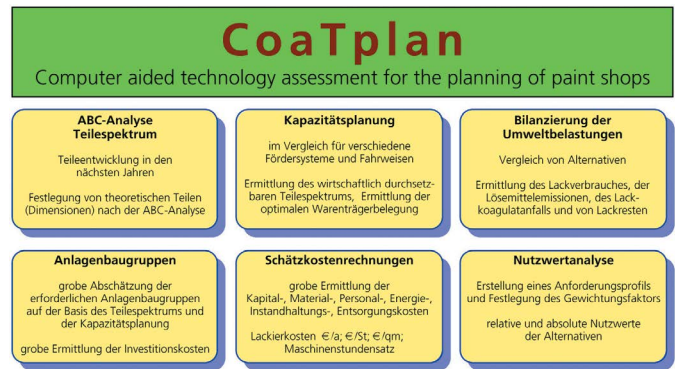 CoaTplan
Computer aided technology assessment for the planning of paint shops
ABC-Analyse
Teilespektrum
Teileentwicklung in den
nächsten Jahren
Festlegung von theoretischen Teilen
(Dimensionen) nach der ABC-Analyse
Kapazitätsplanung
im Vergleich für verschiedene
Fördersysteme und Fahrweisen
Ermittlung des wirtschaftlich durchsetz-
baren Teilespektrums, Ermittlung der
optimalen Warenträgerbelegung
Bilanzierung der
Umweltbelastungen
Vergleich von Alternativen
Ermittlung des Lackverbrauches, der
Lösemittelemissionen, des Lack-
koagulatanfalls und von Lackresten
Anlagenbaugruppen
grobe Abschätzung der
erforderlichen Anlagenbaugruppen
auf der Basis des Teilespektrums und
der Kapazitätsplanung
grobe Ermittlung der Investitionskosten
Schätzkostenrechnungen
grobe Ermittlung der
Kapital-, Material-, Personal-, Energie-,
Instandhaltungs-, Entsorgungskosten
Lackierkosten €/a; €/St; €/qm;
Maschinenstundensatz
Nutzwertanalyse
Erstellung eines Anforderungsprofils
und Festlegung des Gewichtungsfaktors
relative und absolute Nutzwerte
der Alternativen